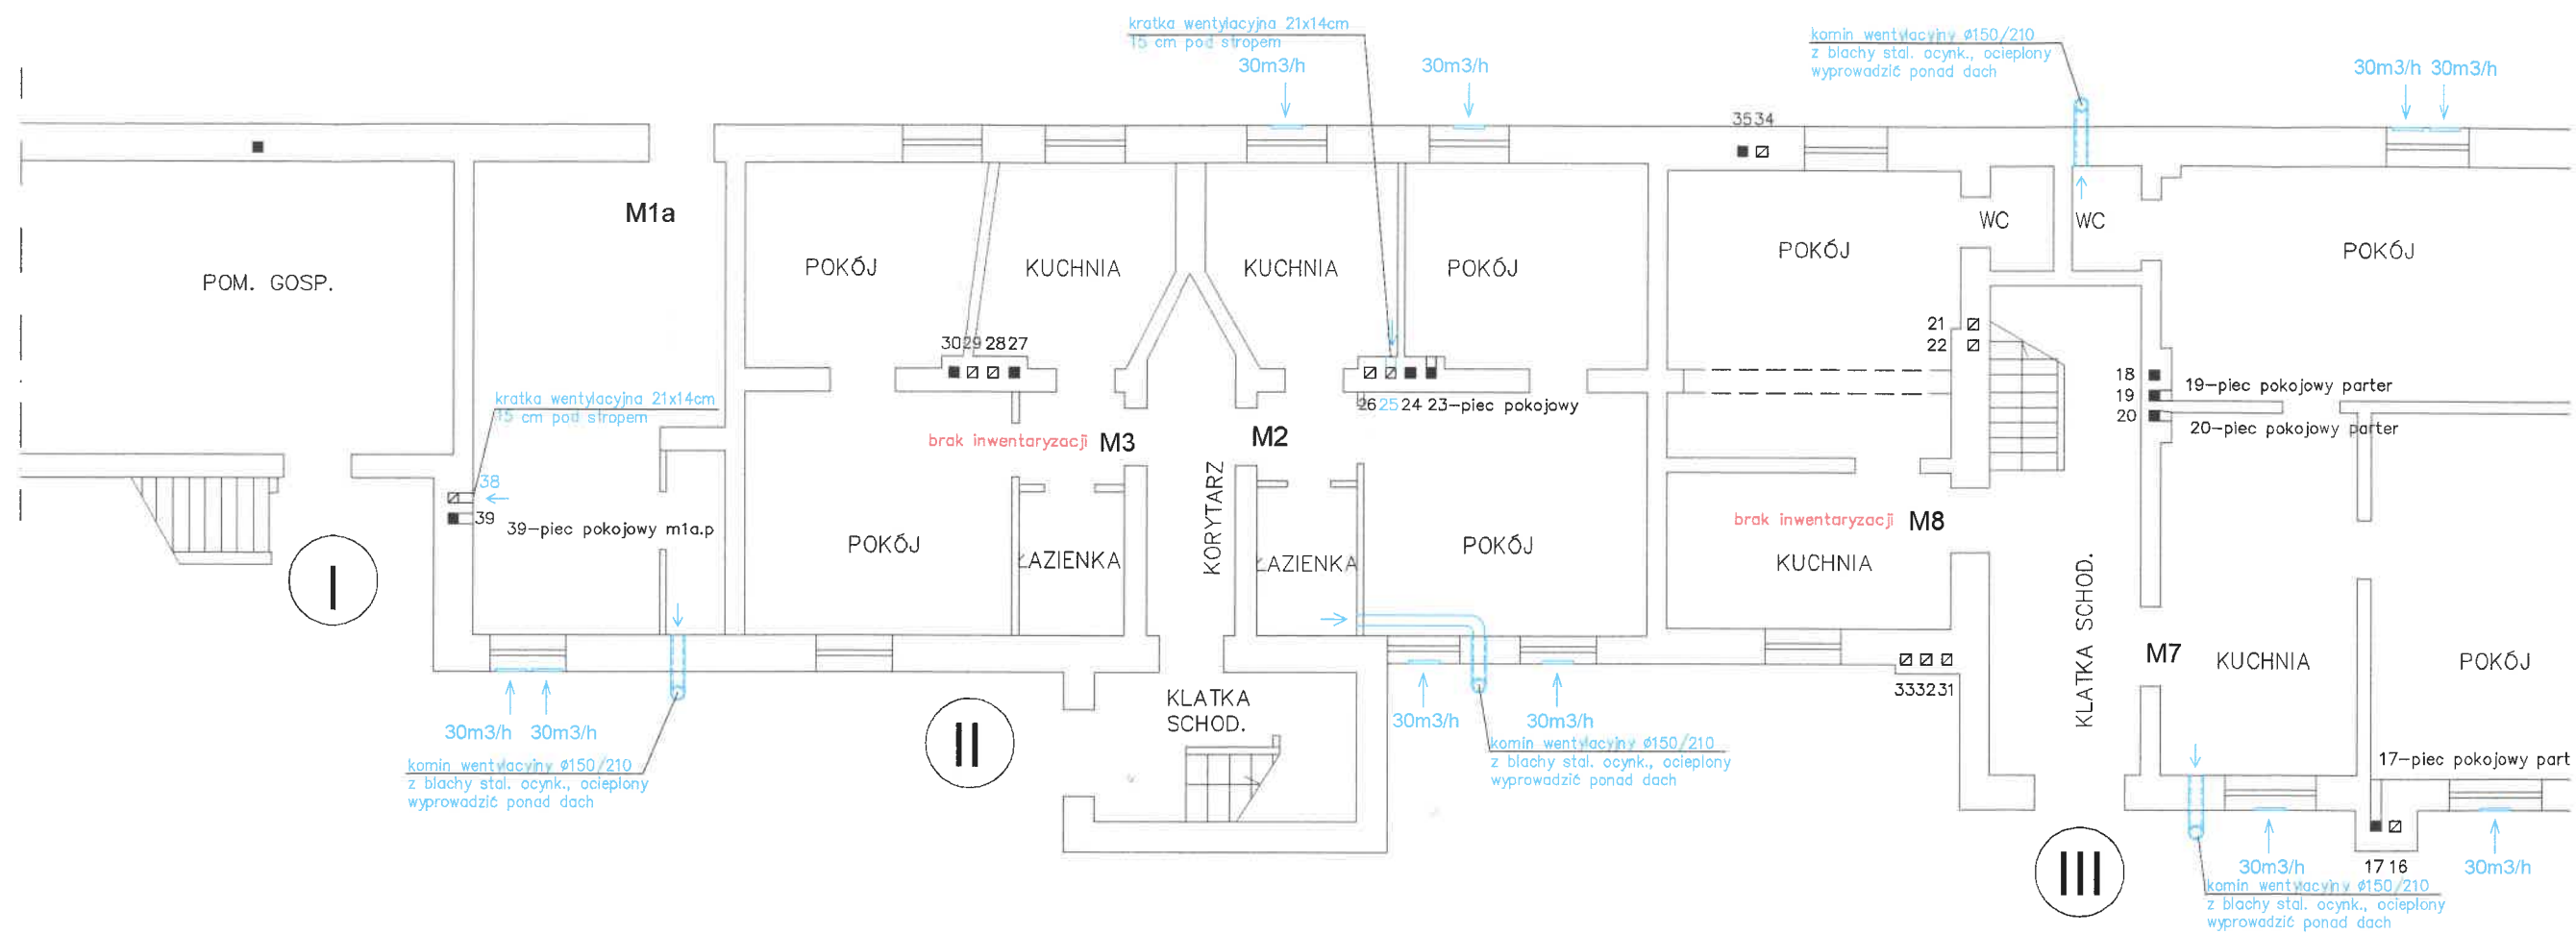 kratka wentylacyjna 21x14cm
15 cm pod stropem
30m3/h
30m3/h
komin wentylacyjny ø150/210
z blachy stal. ocynk., ocieplony
wyprowadzić ponad dach
30m3/h 30m3/h
3534
M1a
WC
WC
POKÓJ
KUCHNIA
KUCHNIA
POKÓJ
POKÓJ
POKÓJ
POM. GOSP.
21
22
30 29 28 27
18
19
20
19-piec pokojowy parter
20-piec pokojowy parter
kratka wentylacyjna 21x14cm
15 cm pod stropem
26 25 24 23-piec pokojowy
brak inwentaryzacji M3
M2
38
39
39-piec pokojowy m1a.p
KORYTARZ
brak inwentaryzacji M8
I
POKÓJ
ŁAZIENKA
ŁAZIENKA
POKÓJ
KUCHNIA
KLATKA SCHOD.
M7
KUCHNIA
POKÓJ
333231
KLATKA
SCHOD.
II
30m3/h 30m3/h
30m3/h
30m3/h
komin wentylacyjny ø150/210
z blachy stal. ocynk., ocieplony
wyprowadzić ponad dach
komin wentylacyjny ø150/210
z blachy stal. ocynk., ocieplony
wyprowadzić ponad dach
17-piec pokojowy part
III
30m3/h
17 16
30m3/h
komin wentylacyjny ø150/210
z blachy stal. ocynk., ocieplony
wyprowadzić ponad dach